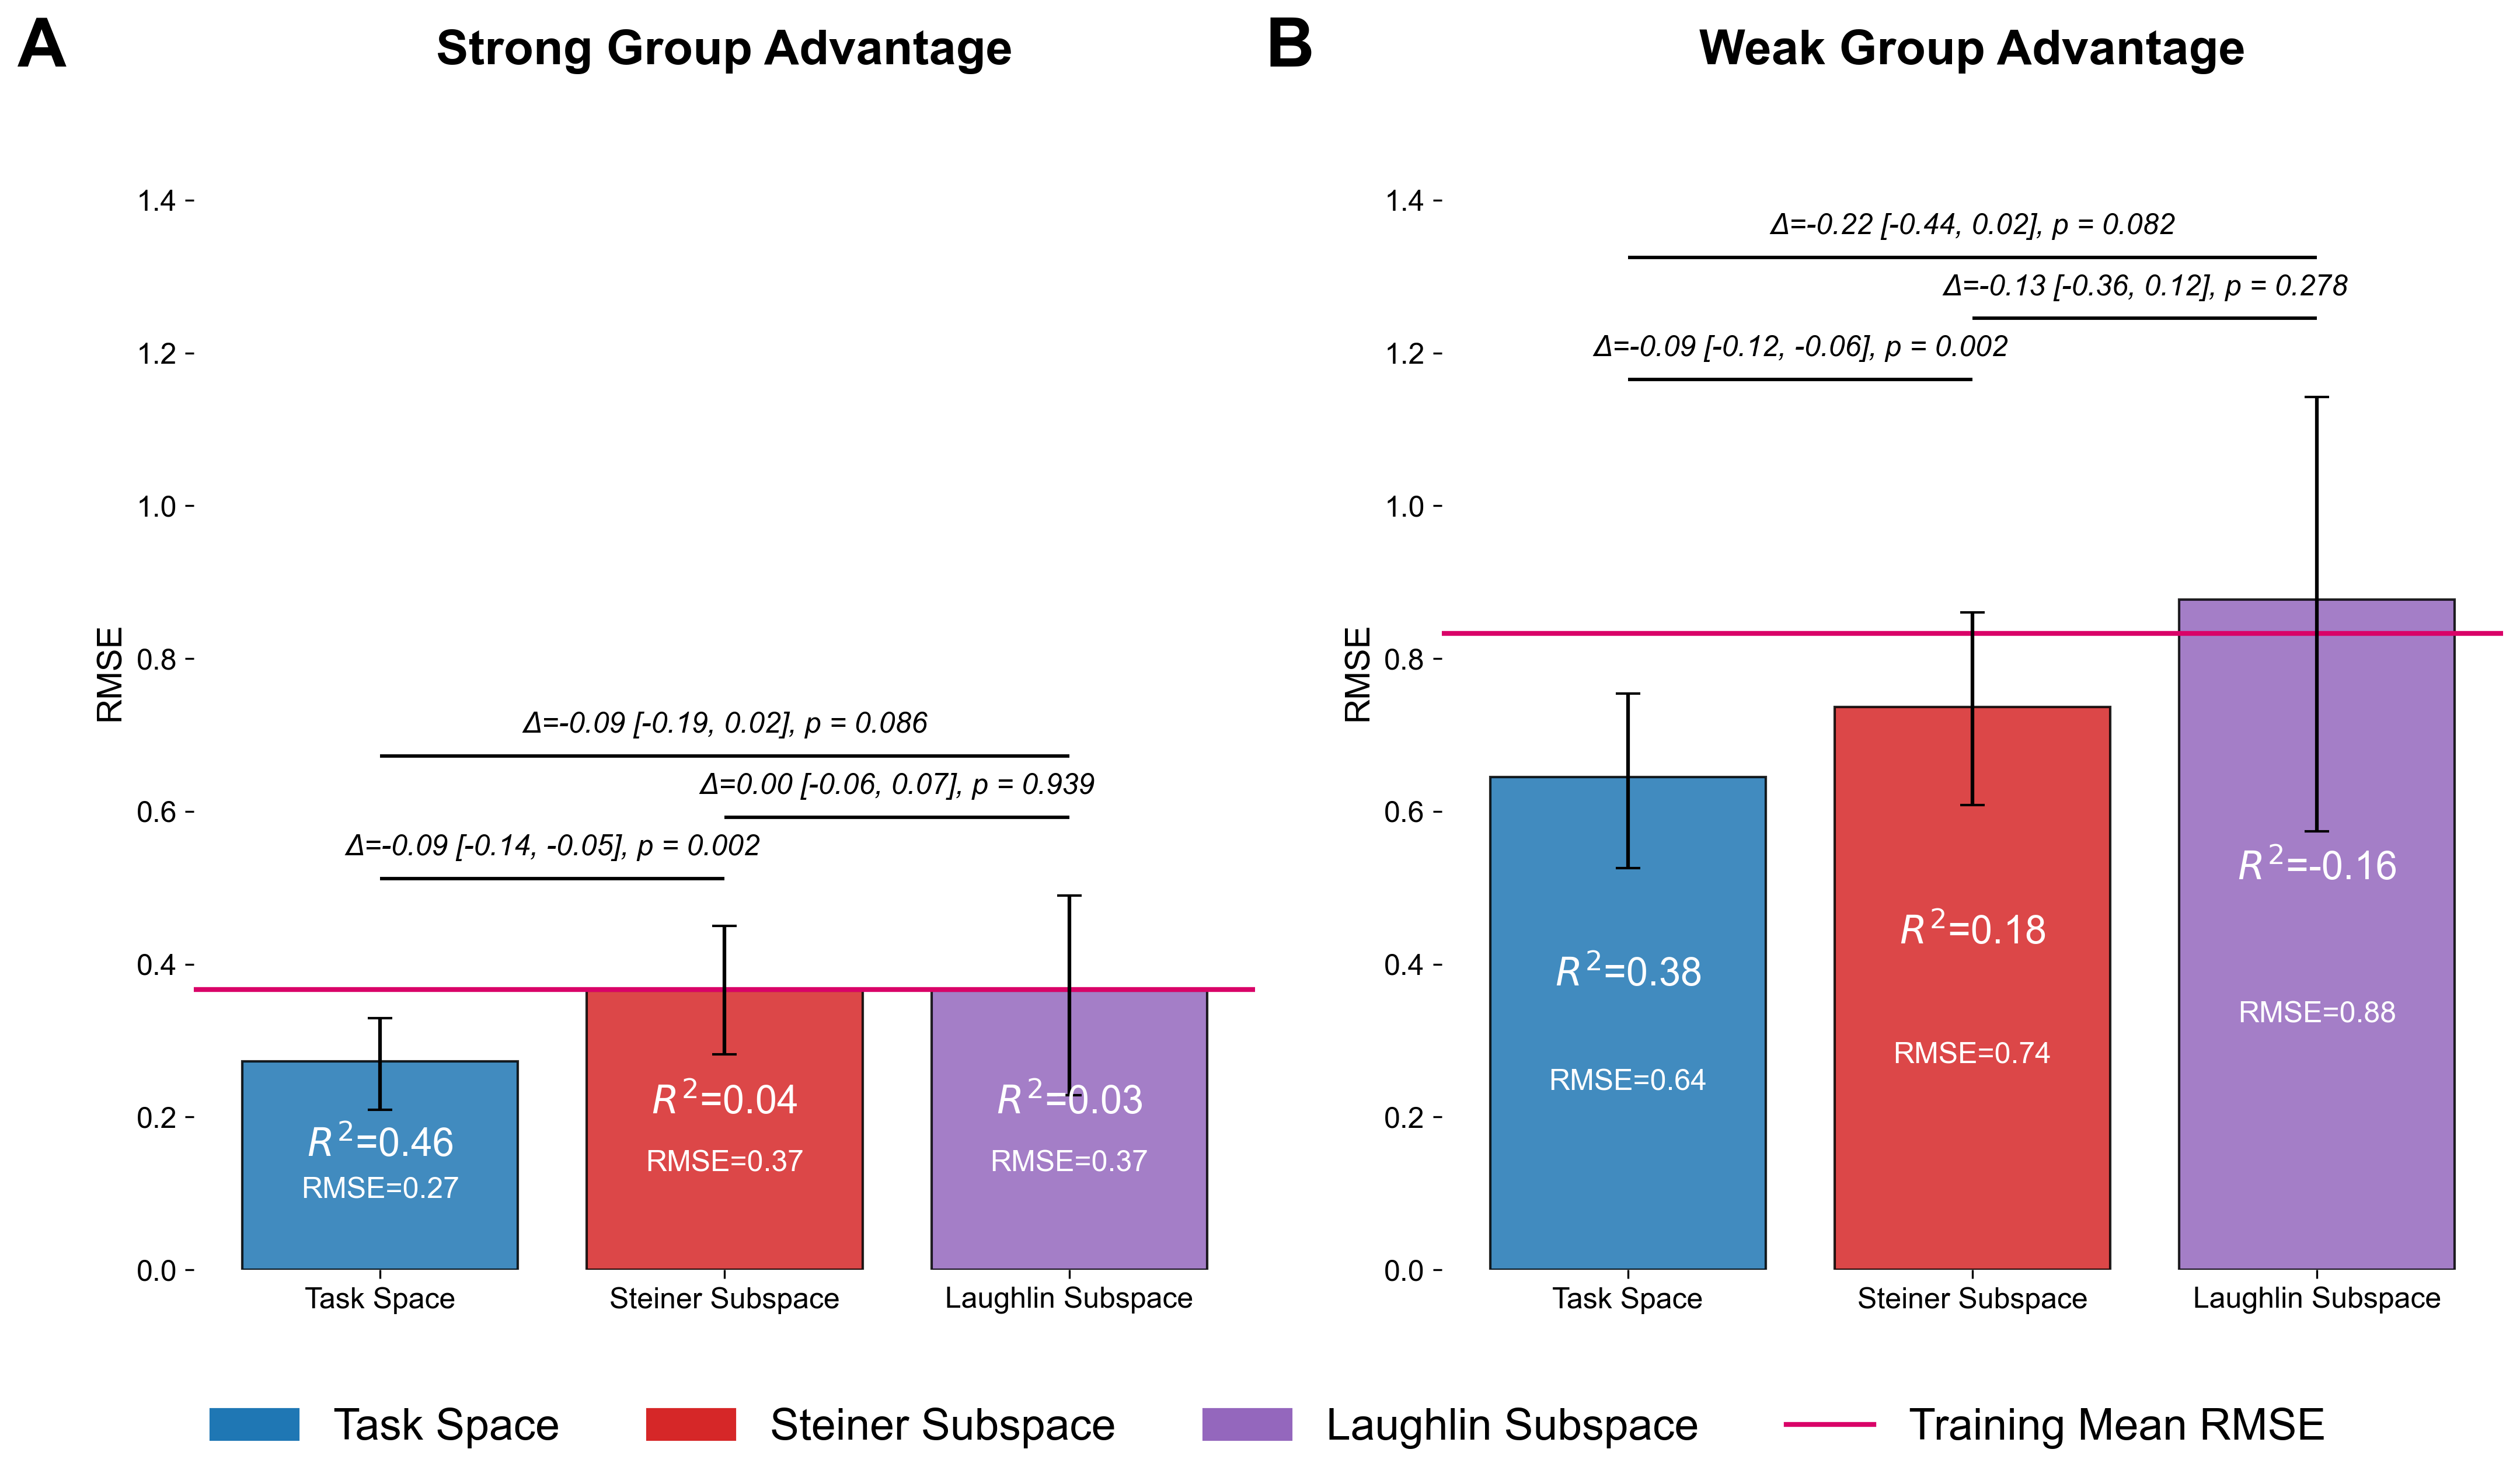 A
Strong Group Advantage
1.4
1.2
1.0
0.8
0.6
0.4
0.2
0.0
RMSE
Δ=-0.09 [-0.19, 0.02], p = 0.086
Δ=0.00 [-0.06, 0.07], p = 0.939
Δ=-0.09 [-0.14, -0.05], p = 0.002
R²=0.46
RMSE=0.27
R²=0.04
RMSE=0.37
R²=0.03
RMSE=0.37
Task Space
Steiner Subspace
Laughlin Subspace
B
Weak Group Advantage
1.4
1.2
1.0
0.8
0.6
0.4
0.2
0.0
RMSE
Δ=-0.22 [-0.44, 0.02], p = 0.082
Δ=-0.13 [-0.36, 0.12], p = 0.278
Δ=-0.09 [-0.12, -0.06], p = 0.002
R²=0.38
RMSE=0.64
R²=0.18
RMSE=0.74
R²=-0.16
RMSE=0.88
Task Space
Steiner Subspace
Laughlin Subspace
Task Space
Steiner Subspace
Laughlin Subspace
Training Mean RMSE